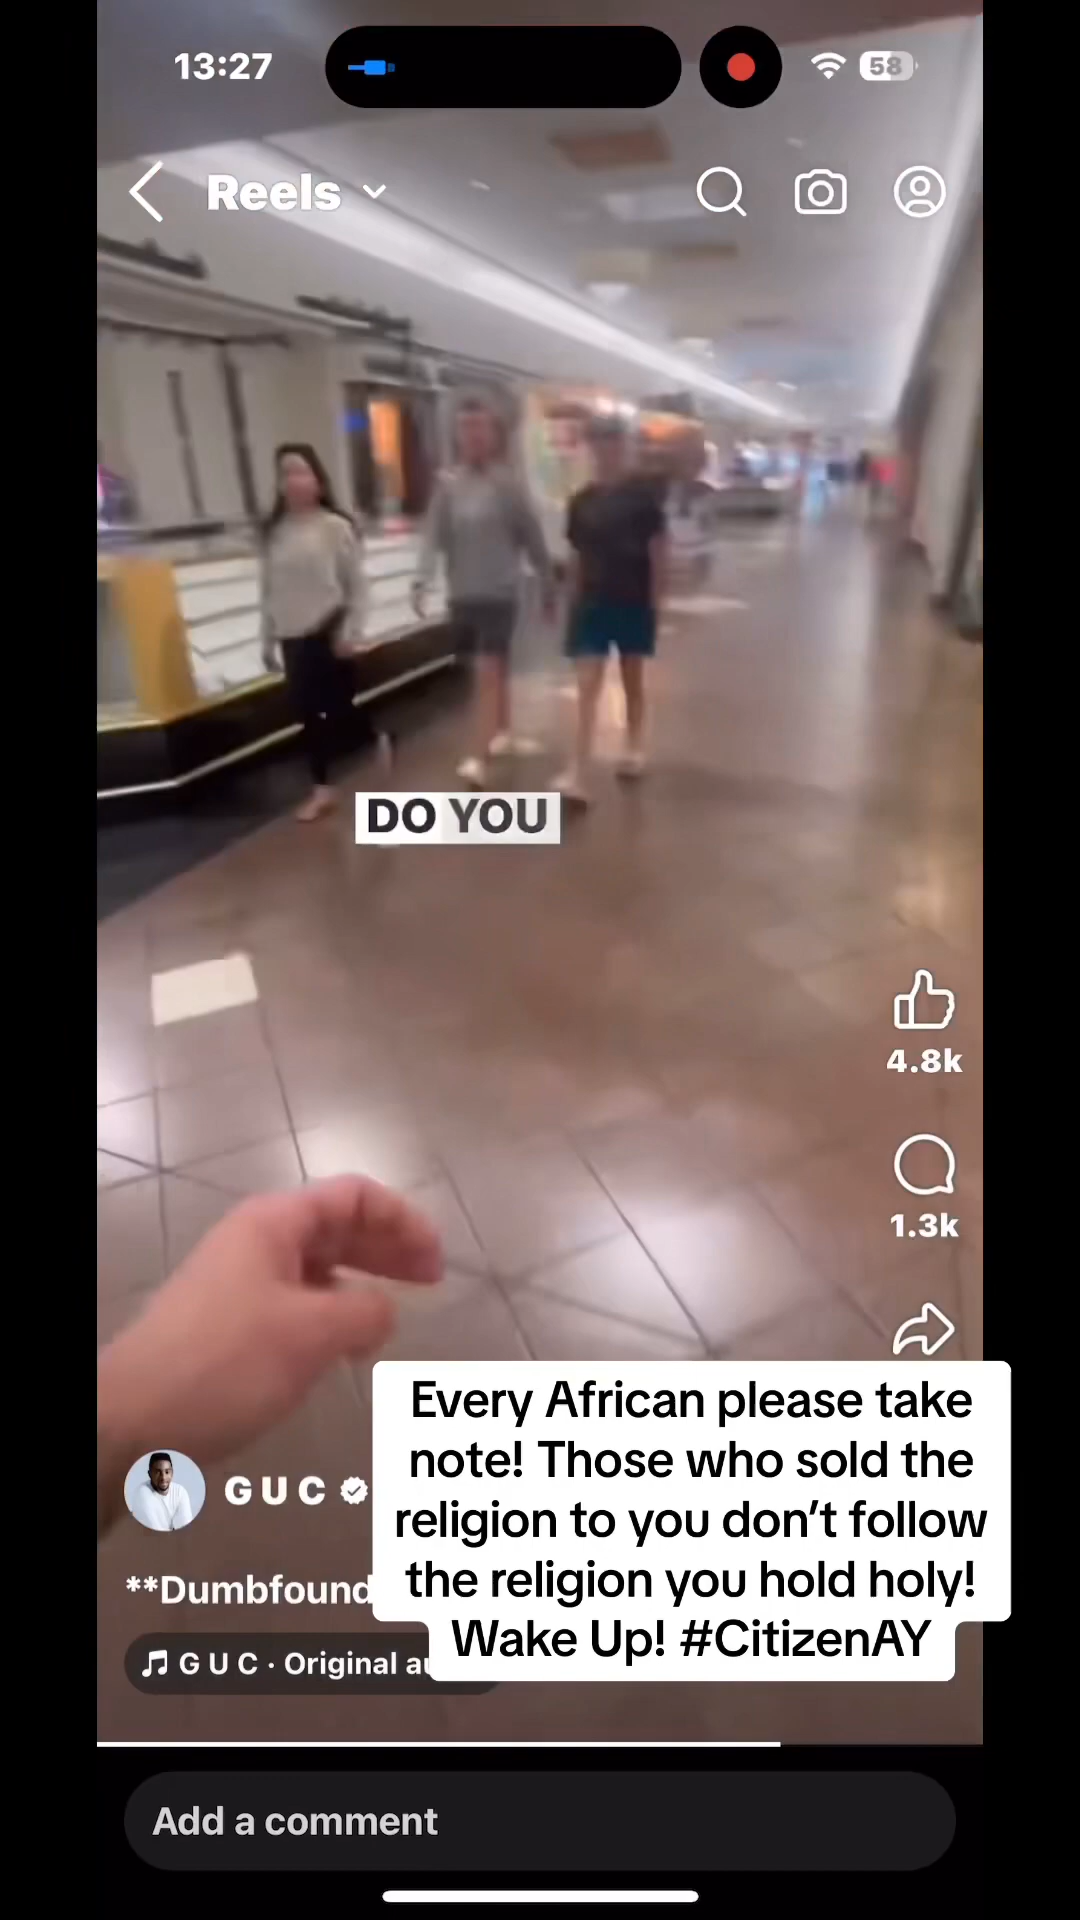 13:27
58
Reels
DO YOU
4.8k
1.3k
Every African please take
note! Those who sold the
religion to you don’t follow
the religion you hold holy!
Wake Up! #CitizenAY
G U C
**Dumbfound
G U C · Original au
Add a comment